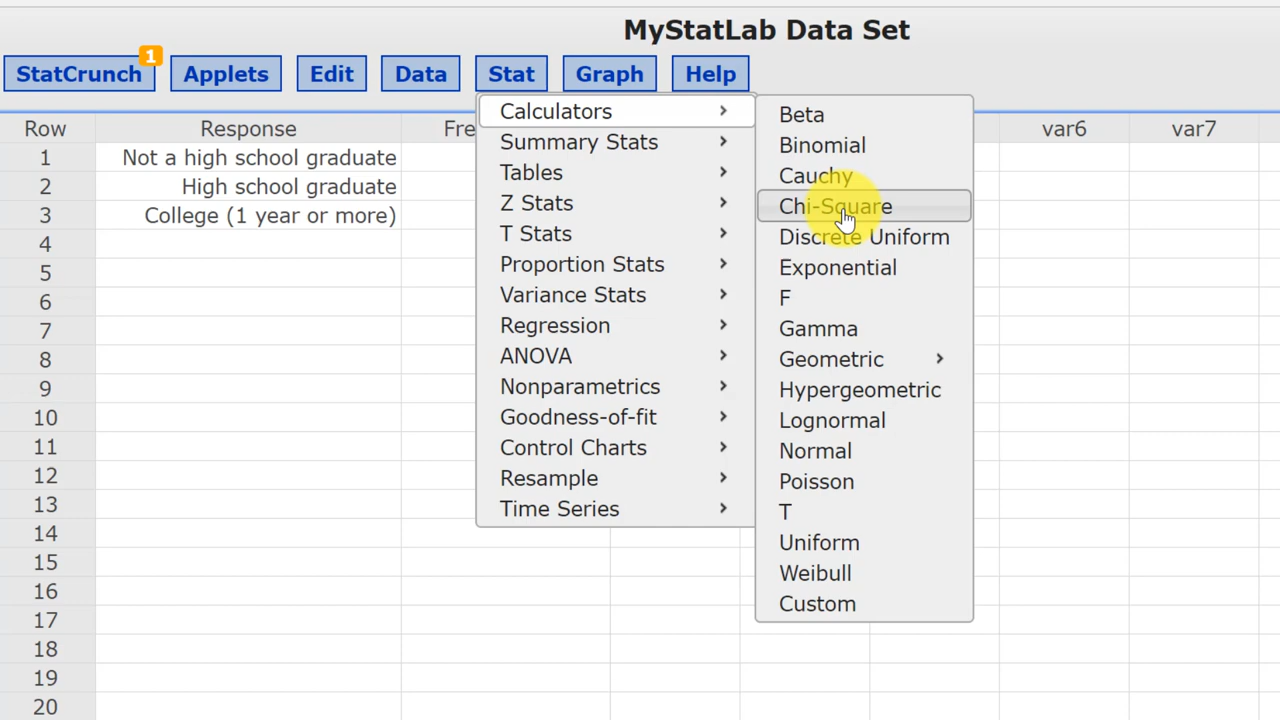 MyStatLab Data Set
1
StatCrunch Applets Edit Data Stat Graph Help
Row Response Fre var6 var7
1 Not a high school graduate
2 High school graduate
3 College (1 year or more)
4
5
6
7
8
9
10
11
12
13
14
15
16
17
18
19
20
Calculators
Summary Stats
Tables
Z Stats
T Stats
Proportion Stats
Variance Stats
Regression
ANOVA
Nonparametrics
Goodness-of-fit
Control Charts
Resample
Time Series
Beta
Binomial
Cauchy
Chi-Square
Discrete Uniform
Exponential
F
Gamma
Geometric
Hypergeometric
Lognormal
Normal
Poisson
T
Uniform
Weibull
Custom